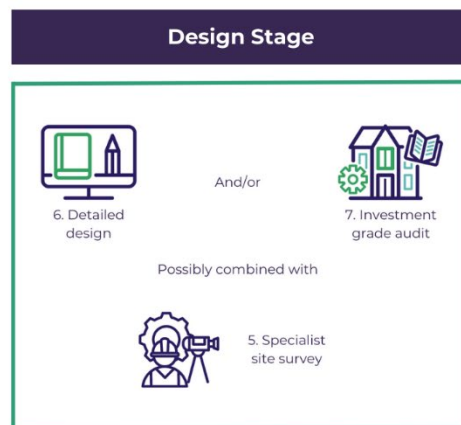 Design Stage
And/or
6. Detailed
design
7. Investment
grade audit
Possibly combined with
5. Specialist
site survey